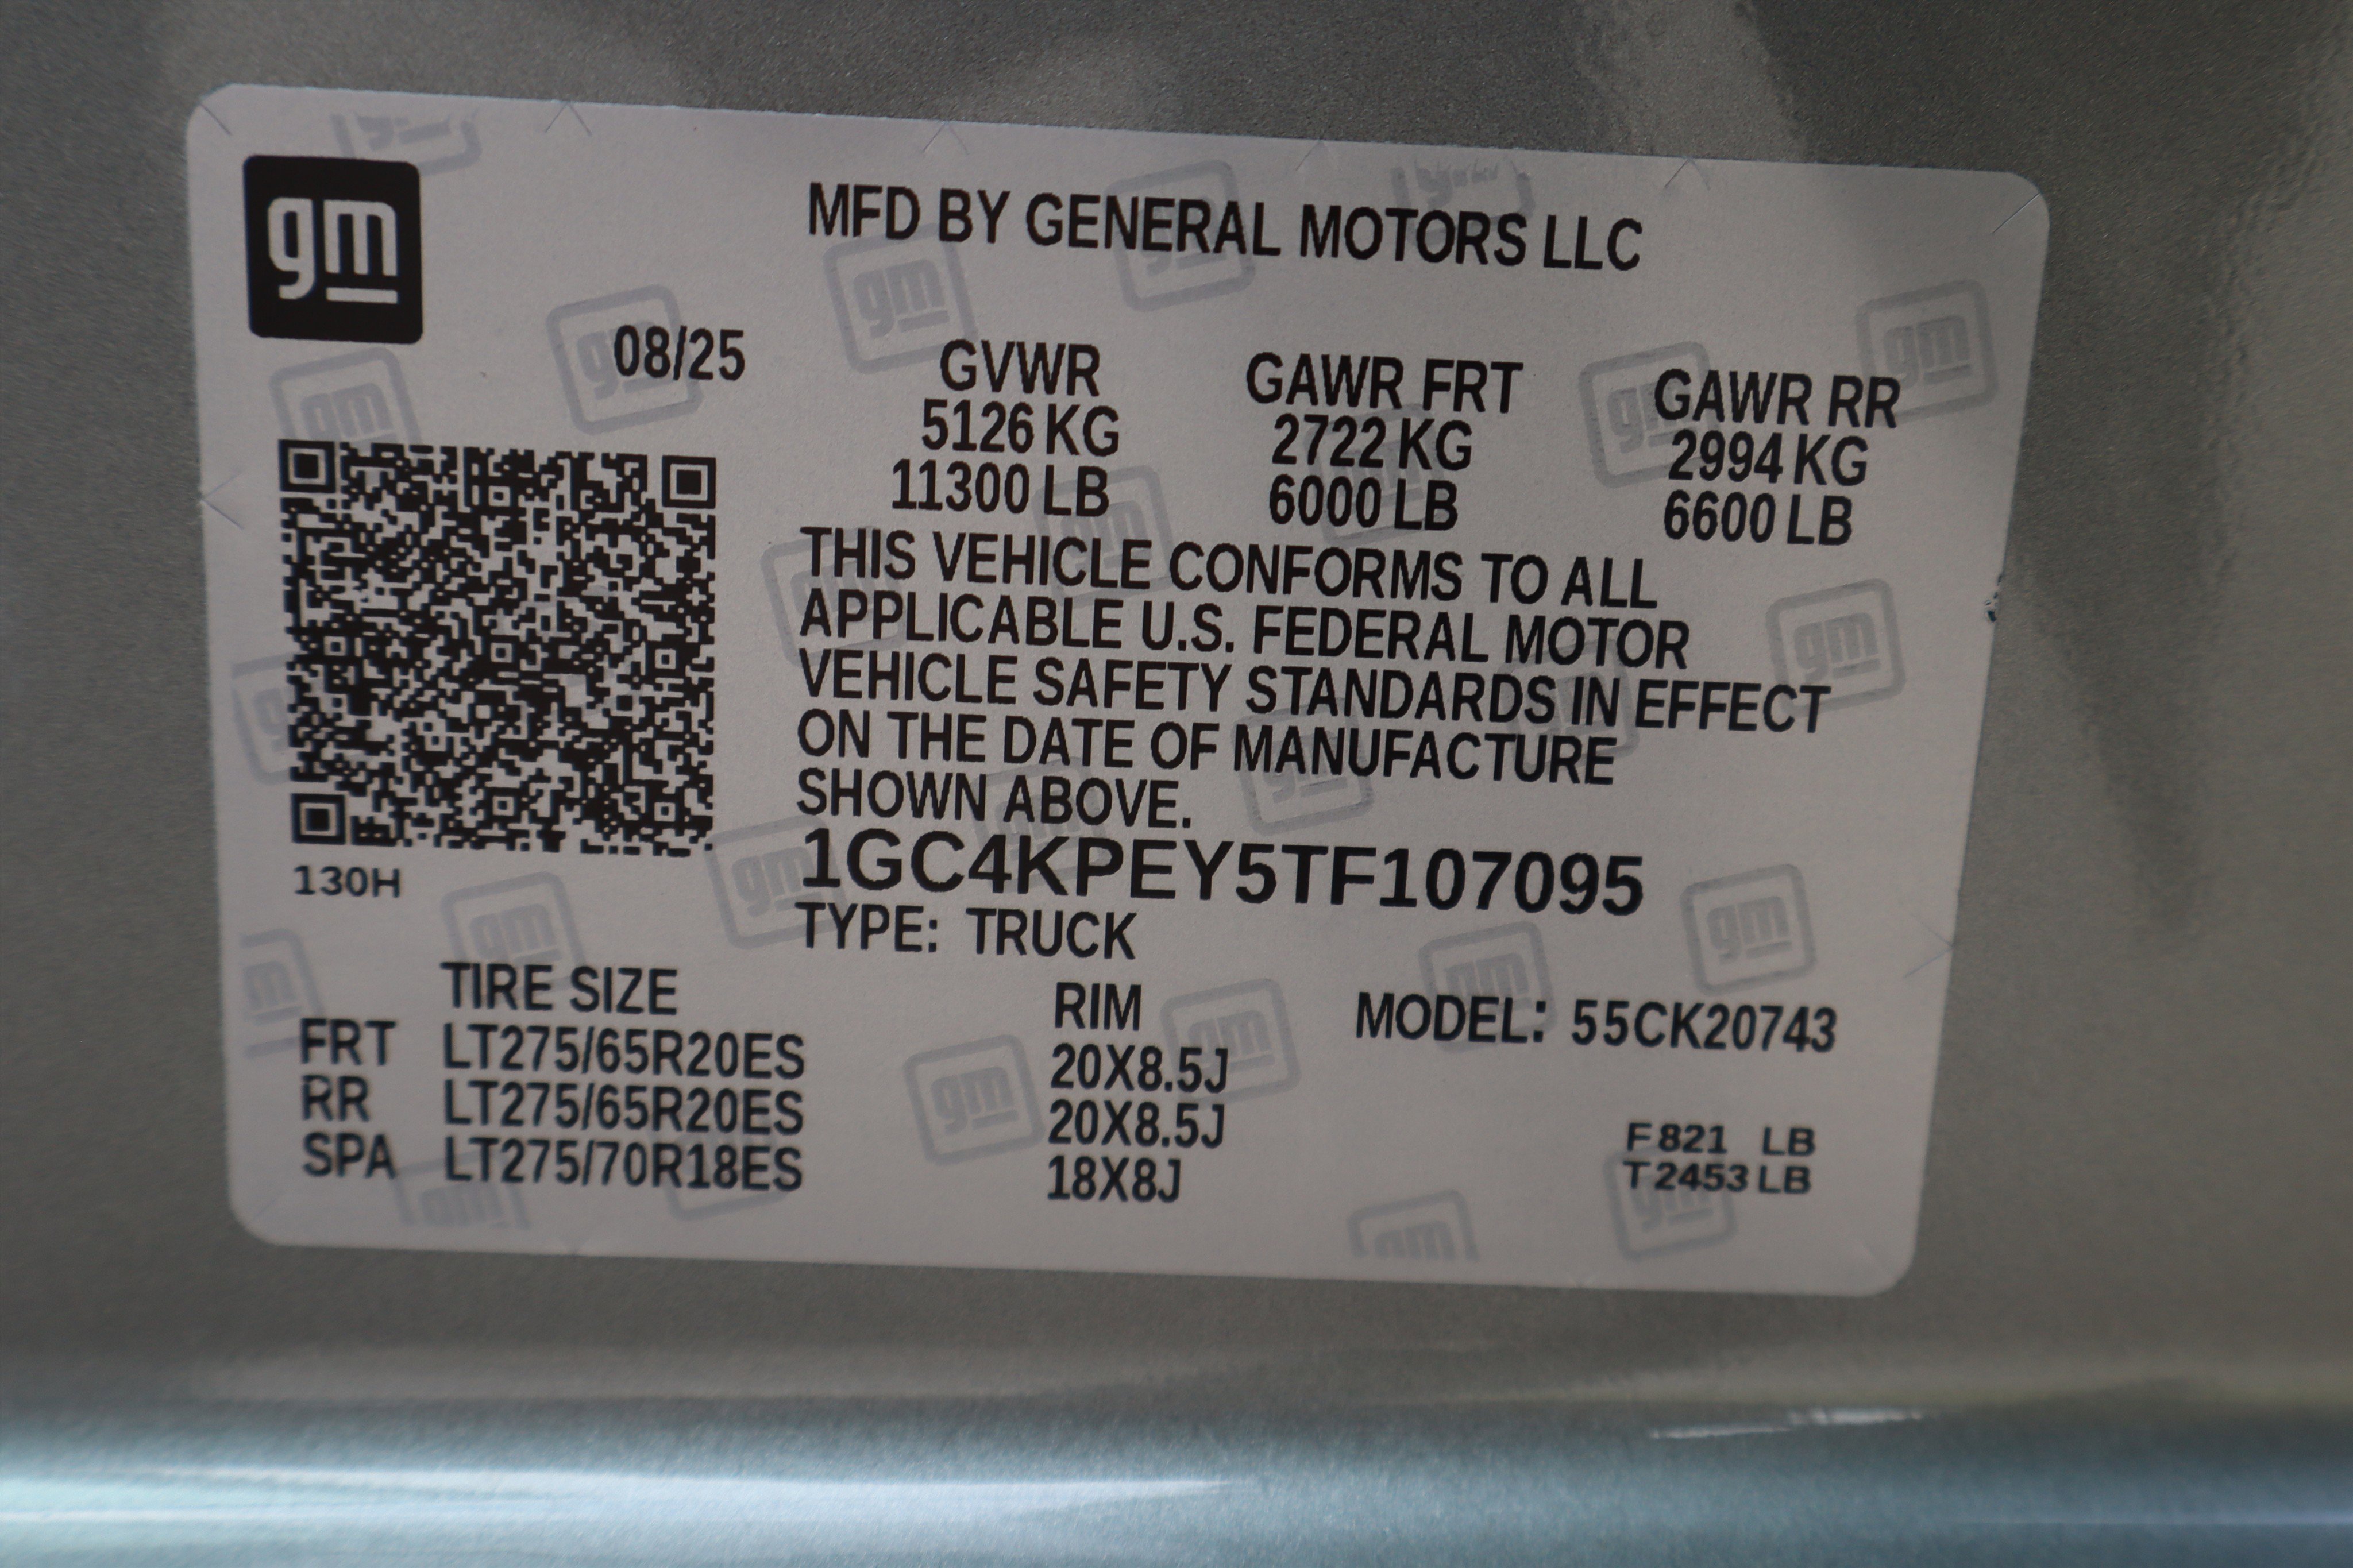 gm
MFD BY GENERAL MOTORS LLC
08/25
GVWR GAWR FRT GAWR RR
5126 KG 2722 KG 2994 KG
11300 LB 6000 LB 6600 LB
THIS VEHICLE CONFORMS TO ALL
APPLICABLE U.S. FEDERAL MOTOR
VEHICLE SAFETY STANDARDS IN EFFECT
ON THE DATE OF MANUFACTURE
SHOWN ABOVE.
1GC4KPEY5TF107095
130H
TYPE: TRUCK
TIRE SIZE RIM MODEL: 55CK20743
FRT LT275/65R20ES 20X8.5J
RR LT275/65R20ES 20X8.5J
SPA LT275/70R18ES 18X8J
F 821 LB
T 2453 LB